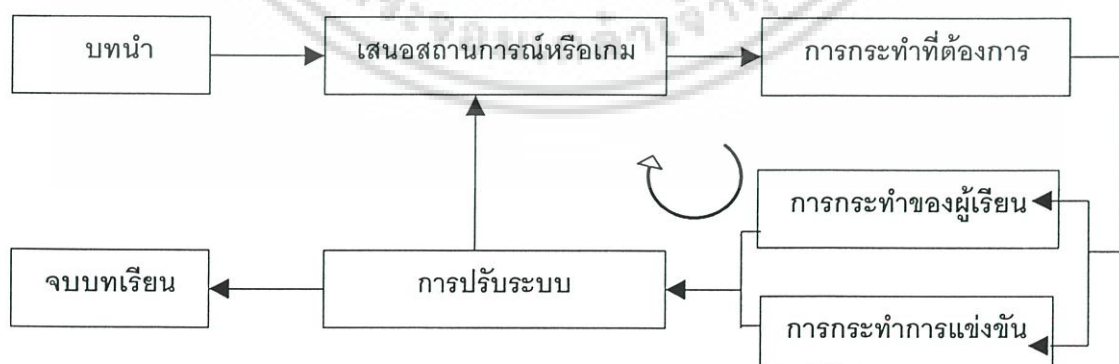 บทนำ
เสนอสถานการณ์หรือเกม
การกระทำที่ต้องการ
การกระทำของผู้เรียน
จบบทเรียน
การปรับระบบ
การกระทำการแข่งขัน